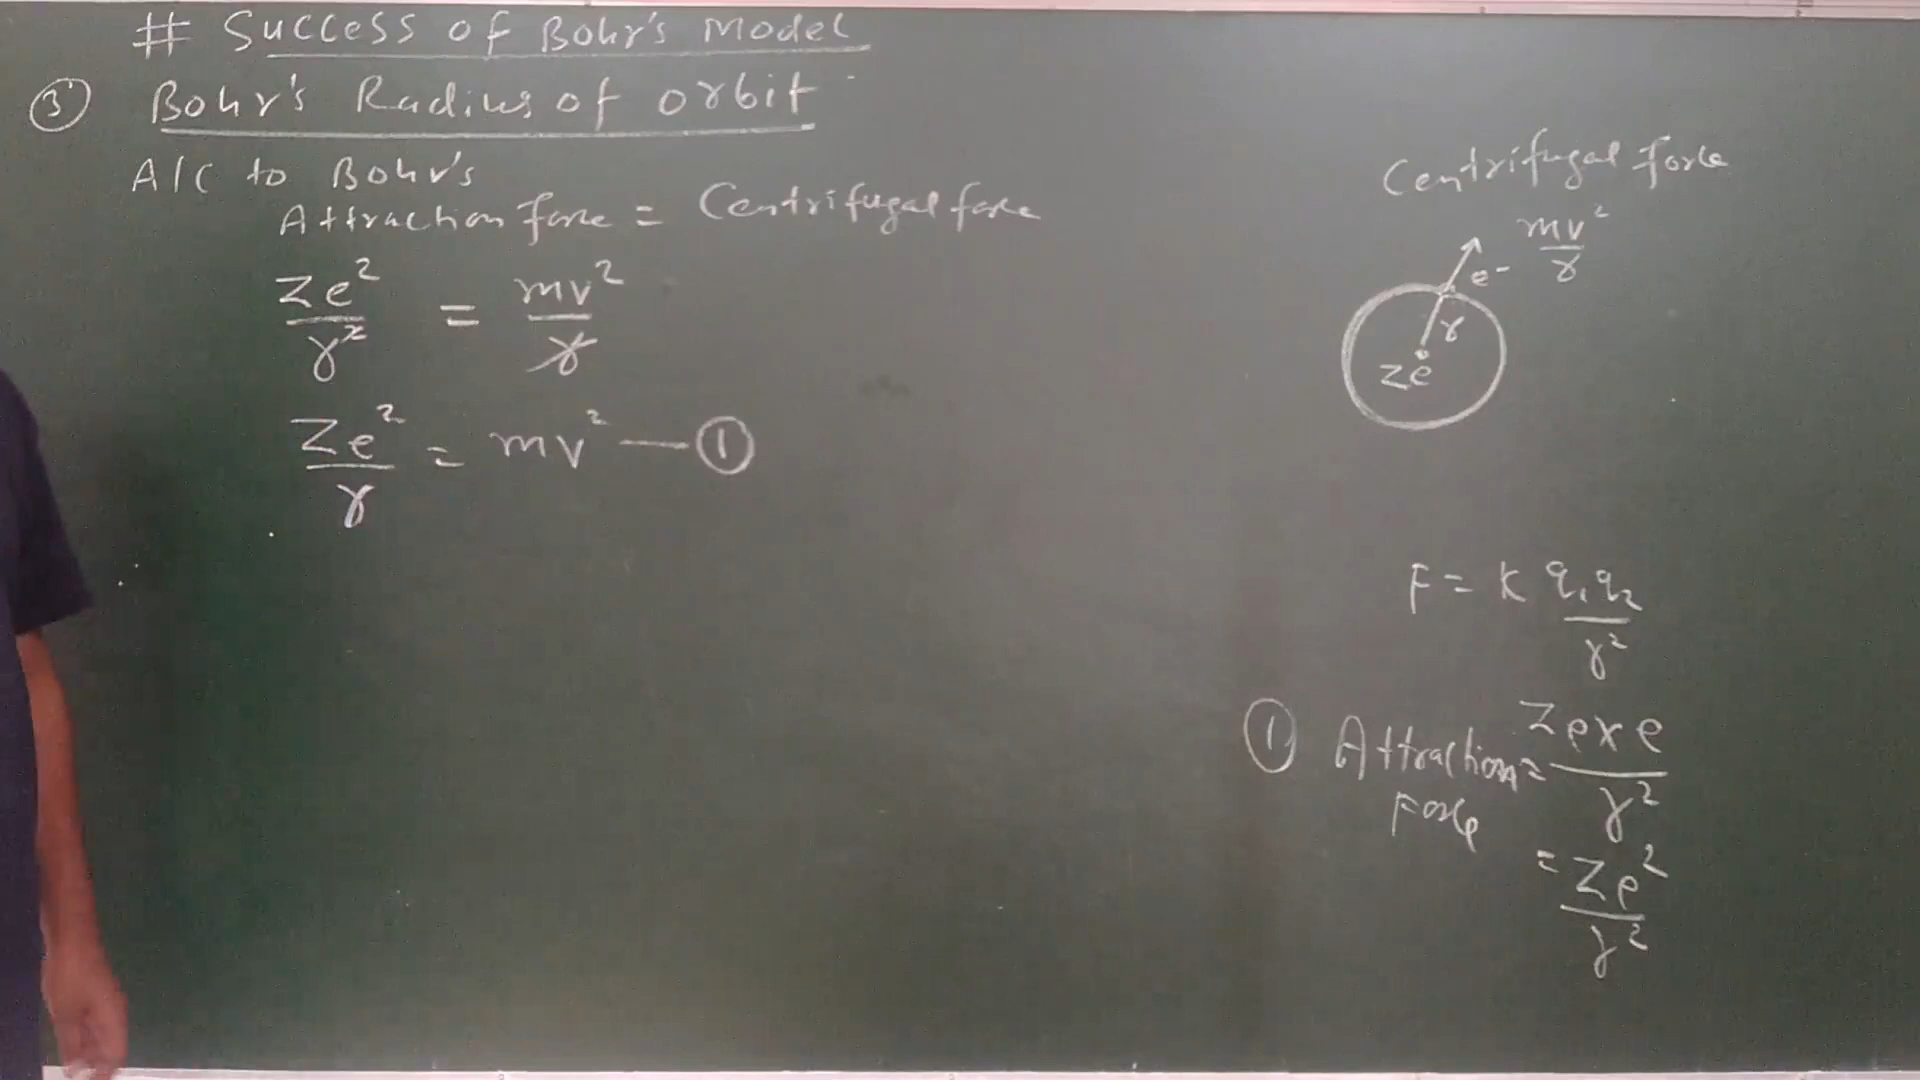 # Success of Bohr's Model
③ Bohr's Radius of orbit
A/C to Bohr's
Attraction force = Centrifugal force
Ze²/r² = mv²/r
Ze²/r = mv² — ①
Centrifugal force
mv²/r
e⁻
r
Ze
F = K q₁q₂/r²
① Attraction Force = Ze×e/r²
= Ze²/r²